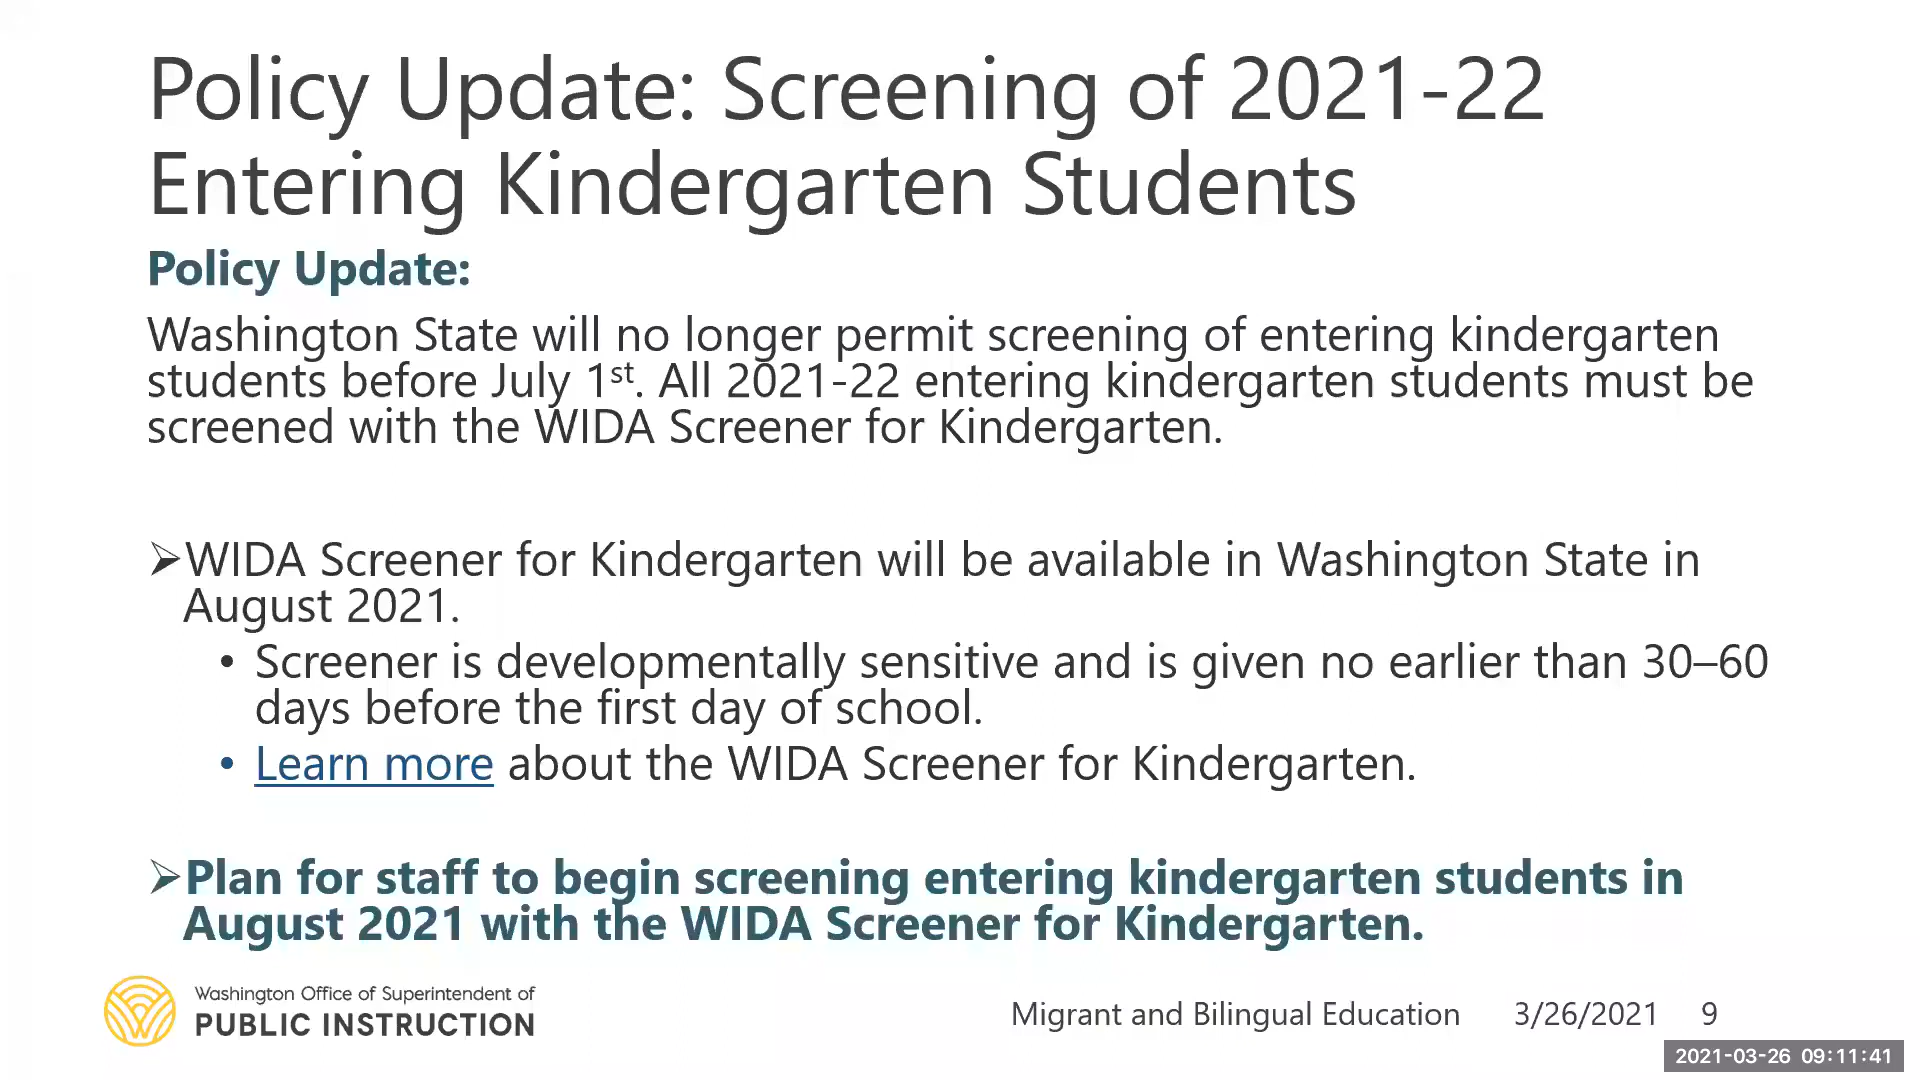 Policy Update: Screening of 2021-22
Entering Kindergarten Students
Policy Update:
Washington State will no longer permit screening of entering kindergarten
students before July 1st. All 2021-22 entering kindergarten students must be
screened with the WIDA Screener for Kindergarten.
➢WIDA Screener for Kindergarten will be available in Washington State in
August 2021.
• Screener is developmentally sensitive and is given no earlier than 30–60
days before the first day of school.
• Learn more about the WIDA Screener for Kindergarten.
➢Plan for staff to begin screening entering kindergarten students in
August 2021 with the WIDA Screener for Kindergarten.
Washington Office of Superintendent of
PUBLIC INSTRUCTION
Migrant and Bilingual Education 3/26/2021 9
2021-03-26 09:11:41